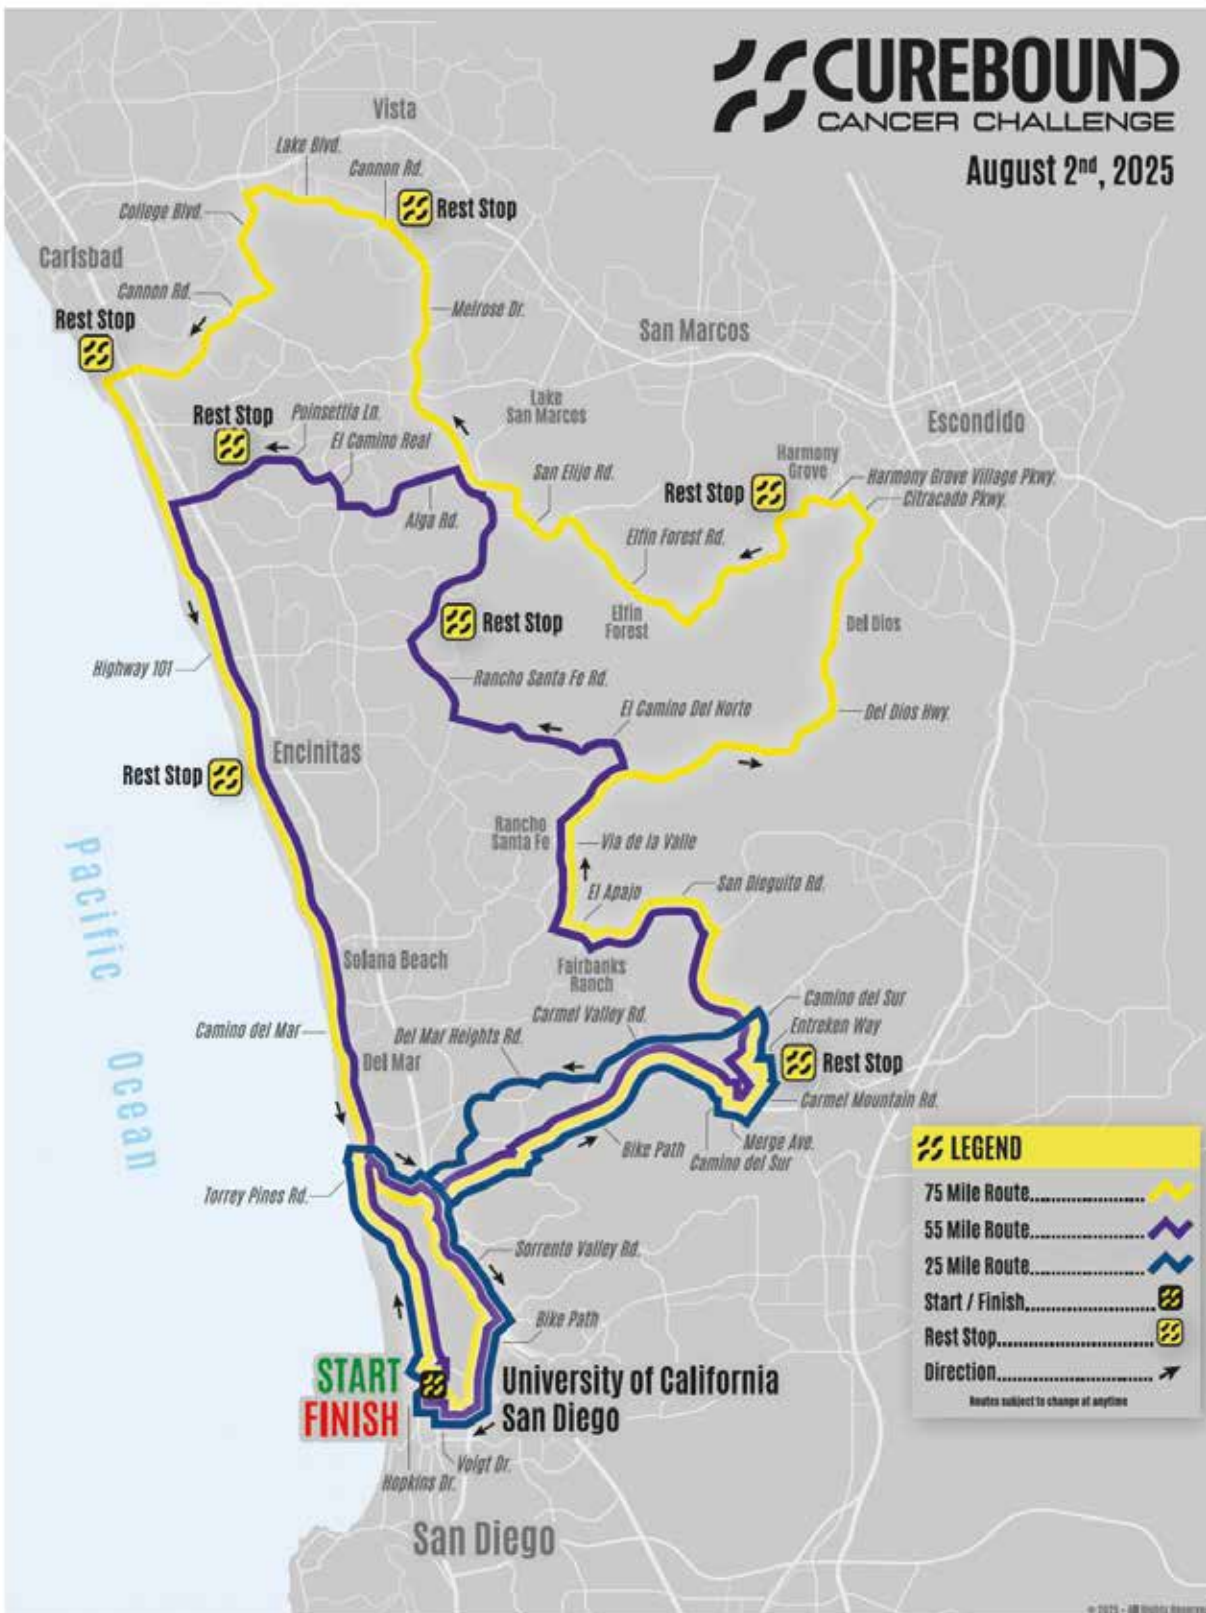 CUREBOUND
CANCER CHALLENGE
August 2nd, 2025
Vista
Lake Blvd.
Cannon Rd.
Rest Stop
College Blvd.
Carlsbad
Cannon Rd.
Rest Stop
Melrose Dr.
San Marcos
Lake
San Marcos
Rest Stop
Poinsettia Ln.
El Camino Real
Escondido
Harmony
Grove
Harmony Grove Village Pkwy.
Citracado Pkwy.
San Elijo Rd.
Rest Stop
Alga Rd.
Elfin Forest Rd.
Elfin
Forest
Rest Stop
Del Dios
Highway 101
Rancho Santa Fe Rd.
El Camino Del Norte
Del Dios Hwy.
Encinitas
Rest Stop
Rancho
Santa Fe
Via de la Valle
Pacific Ocean
El Apajo
San Dieguito Rd.
Solana Beach
Fairbanks
Ranch
Camino del Sur
Carmel Valley Rd.
Entreken Way
Camino del Mar
Del Mar Heights Rd.
Del Mar
Rest Stop
Carmel Mountain Rd.
Merge Ave.
Bike Path
Camino del Sur
Torrey Pines Rd.
Sorrento Valley Rd.
Bike Path
START
FINISH
University of California
San Diego
Voigt Dr.
Hopkins Dr.
San Diego
LEGEND
75 Mile Route
55 Mile Route
25 Mile Route
Start / Finish
Rest Stop
Direction
Routes subject to change at anytime
© 2025 - All Rights Reserved